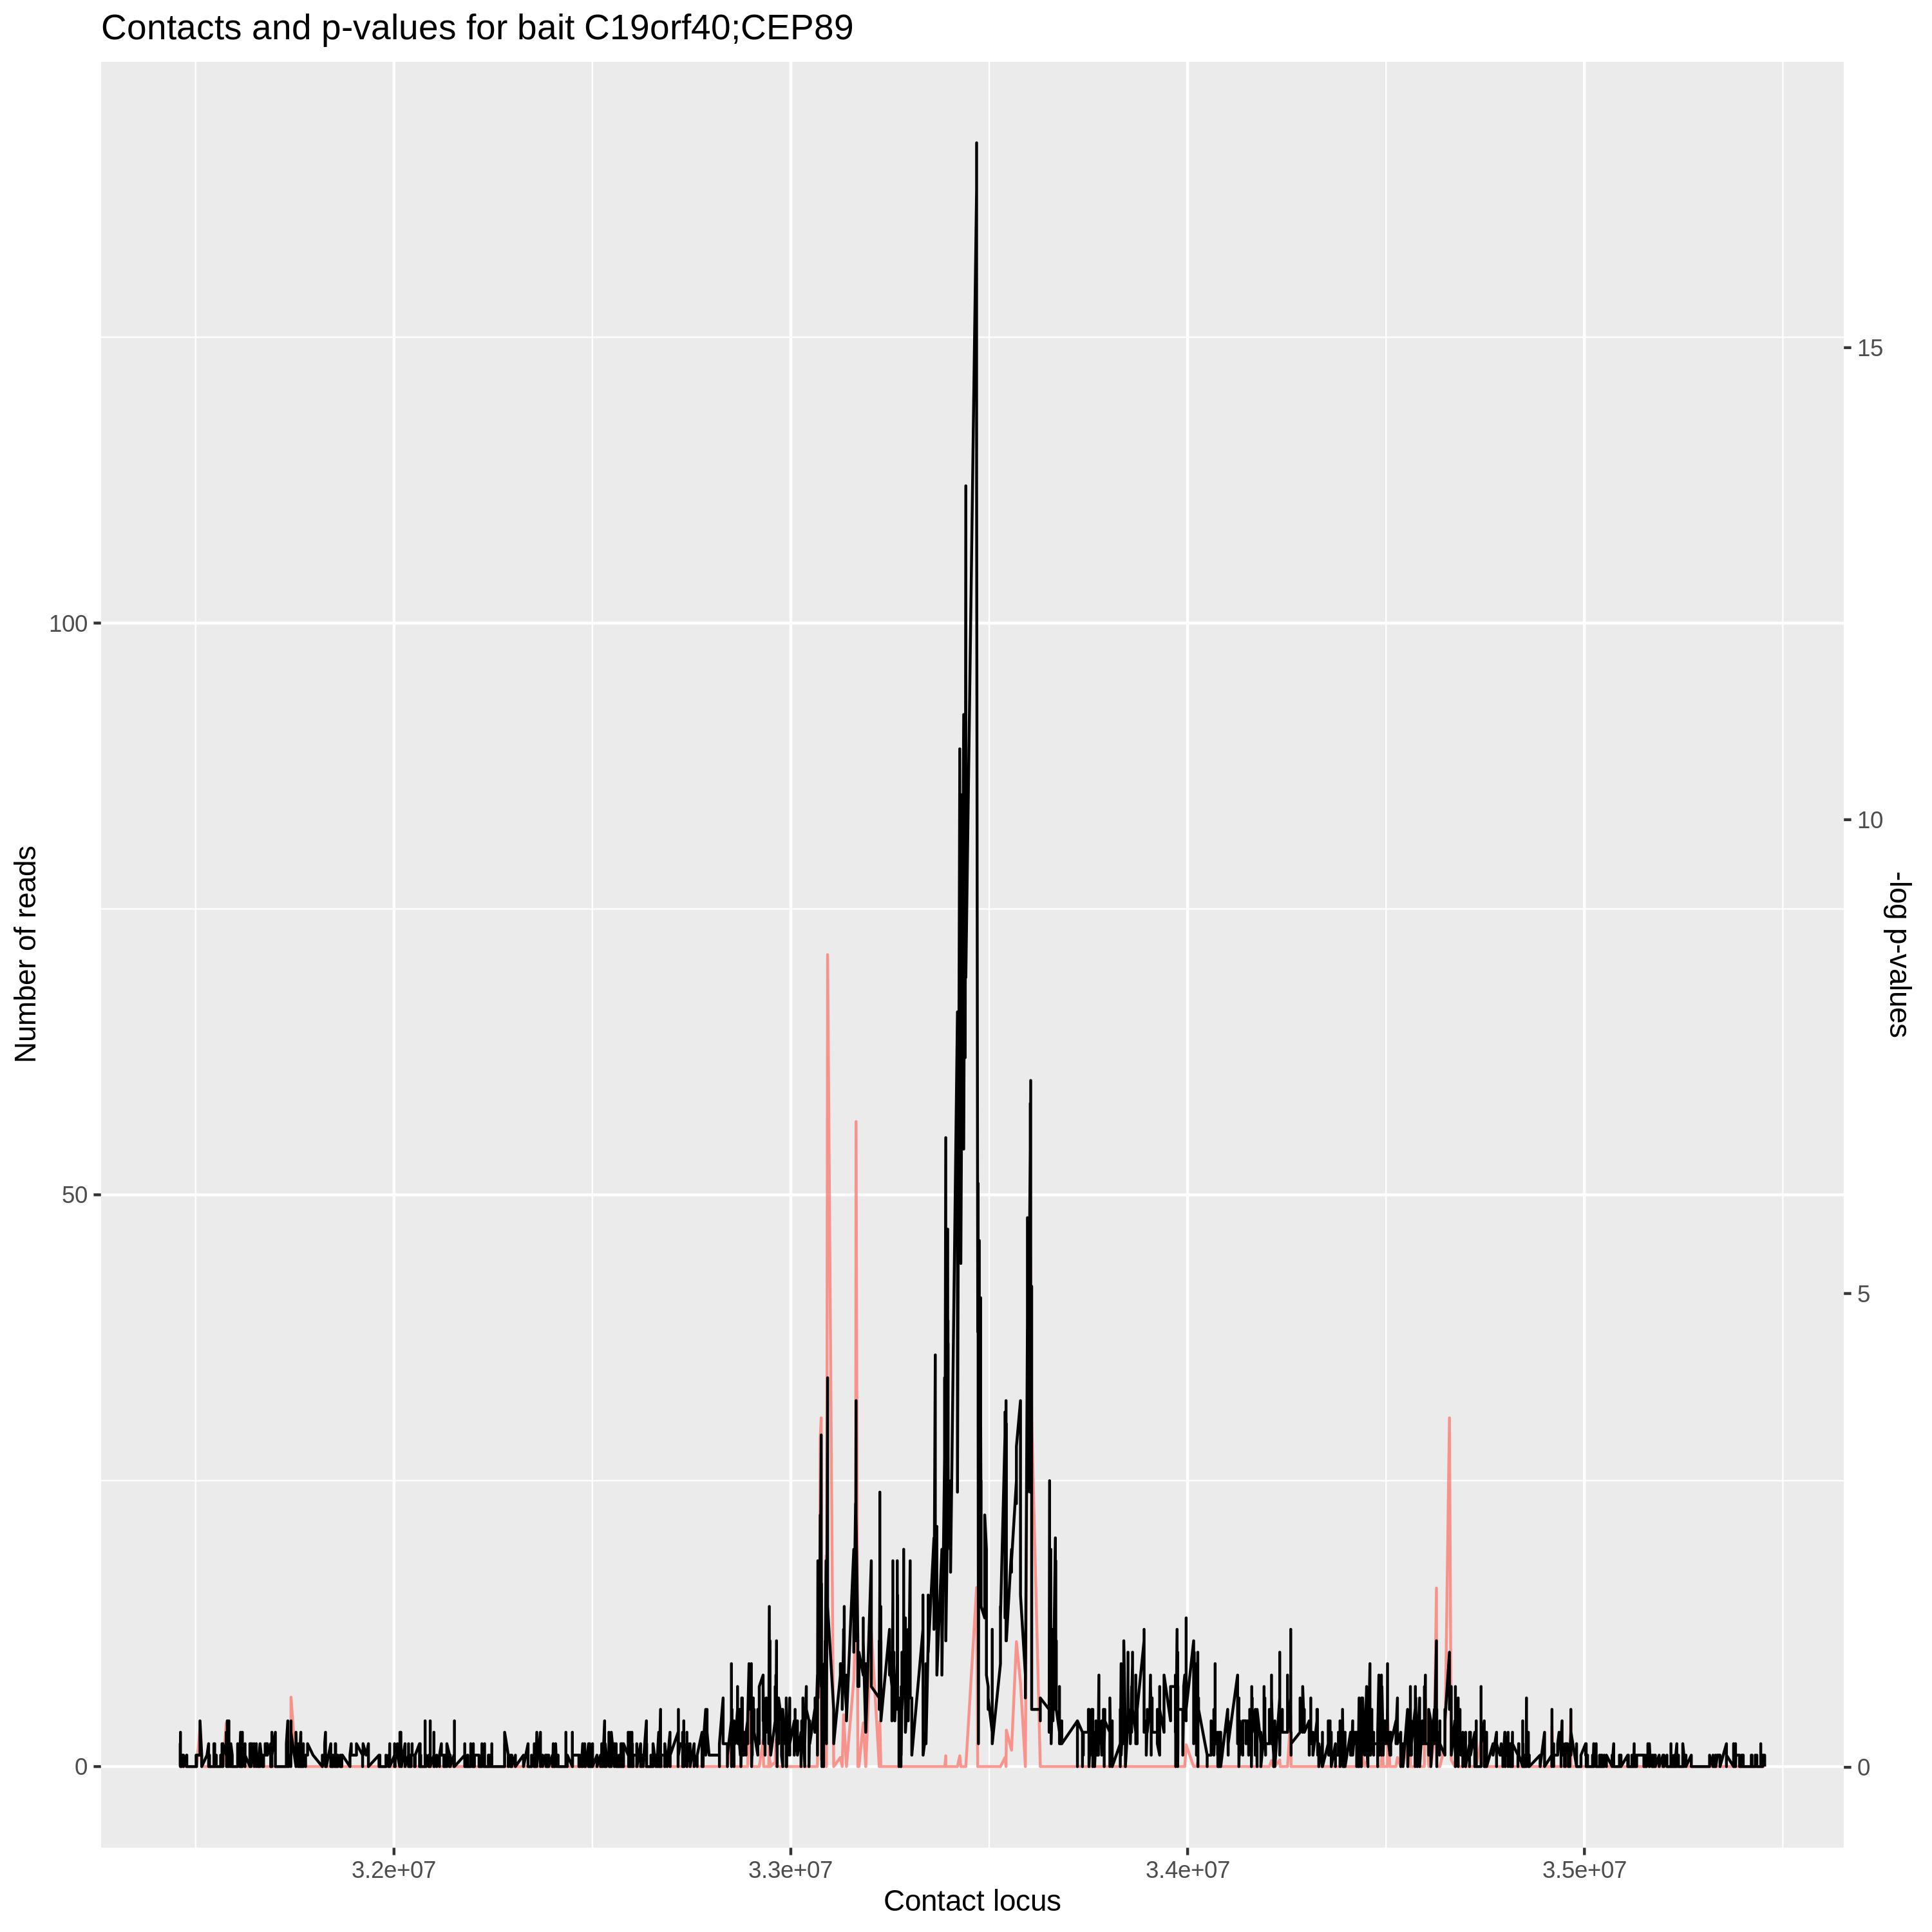 Contacts and p-values for bait C19orf40;CEP89
Number of reads
100
50
0
15
10
5
0
-log p-values
3.2e+07
3.3e+07
3.4e+07
3.5e+07
Contact locus